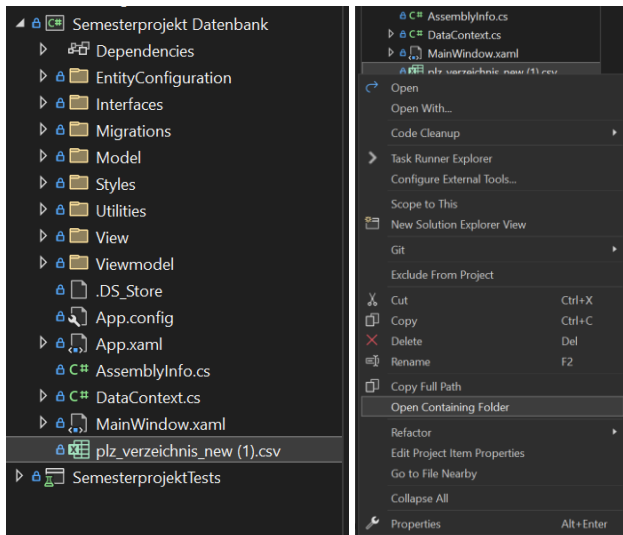 Semesterprojekt Datenbank
Dependencies
EntityConfiguration
Interfaces
Migrations
Model
Styles
Utilities
View
Viewmodel
.DS_Store
App.config
App.xaml
C# AssemblyInfo.cs
C# DataContext.cs
MainWindow.xaml
plz_verzeichnis_new (1).csv
SemesterprojektTests
C# AssemblyInfo.cs
C# DataContext.cs
MainWindow.xaml
plz_verzeichnis_new (1).csv
Open
Open With...
Code Cleanup
Task Runner Explorer
Configure External Tools...
Scope to This
New Solution Explorer View
Git
Exclude From Project
Cut Ctrl+X
Copy Ctrl+C
Delete Del
Rename F2
Copy Full Path
Open Containing Folder
Refactor
Edit Project Item Properties
Go to File Nearby
Collapse All
Properties Alt+Enter